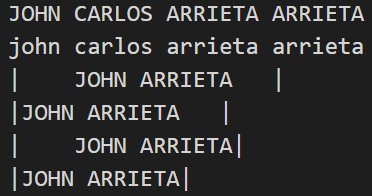 JOHN CARLOS ARRIETA ARRIETA
john carlos arrieta arrieta
|    JOHN ARRIETA   |
|JOHN ARRIETA   |
|    JOHN ARRIETA|
|JOHN ARRIETA|